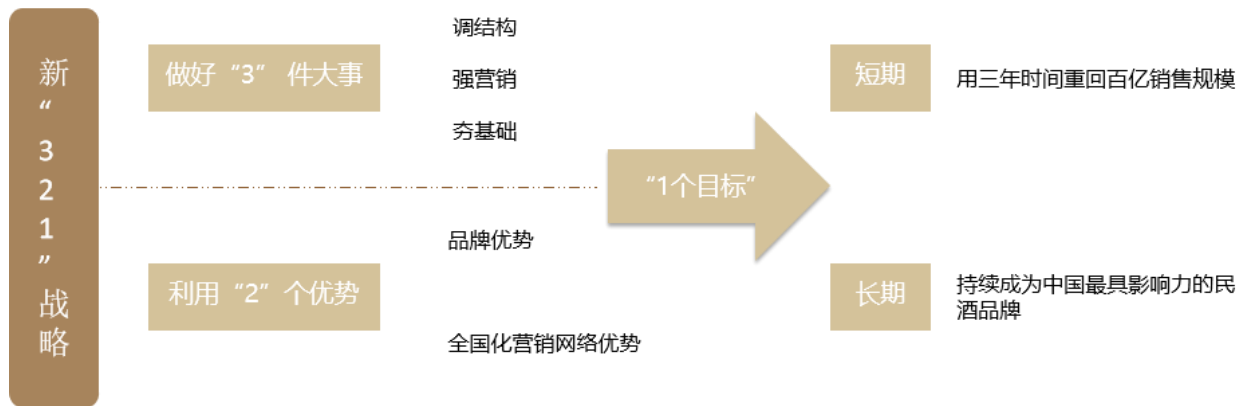 新“321”战略
做好“3” 件大事
调结构
强营销
夯基础
利用“2”个优势
品牌优势
全国化营销网络优势
“1个目标”
短期
用三年时间重回百亿销售规模
长期
持续成为中国最具影响力的民
酒品牌